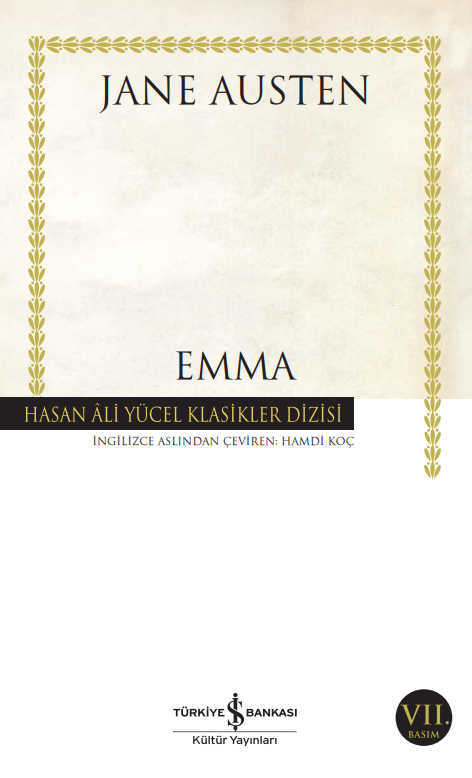 JANE AUSTEN
EMMA
HASAN ÂLİ YÜCEL KLASİKLER DİZİSİ
İNGİLİZCE ASLINDAN ÇEVİREN: HAMDİ KOÇ
TÜRKİYE İŞ BANKASI
Kültür Yayınları
VII.
BASIM